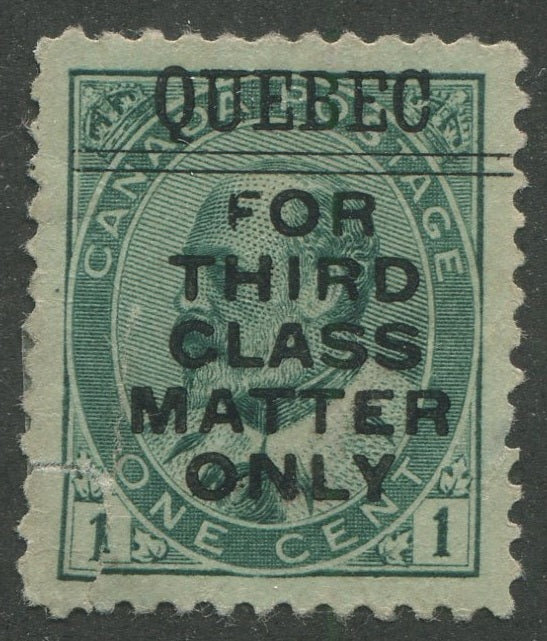 QUEBEC
CANADA POSTAGE
FOR
THIRD
CLASS
MATTER
ONLY
ONE CENT
1 1